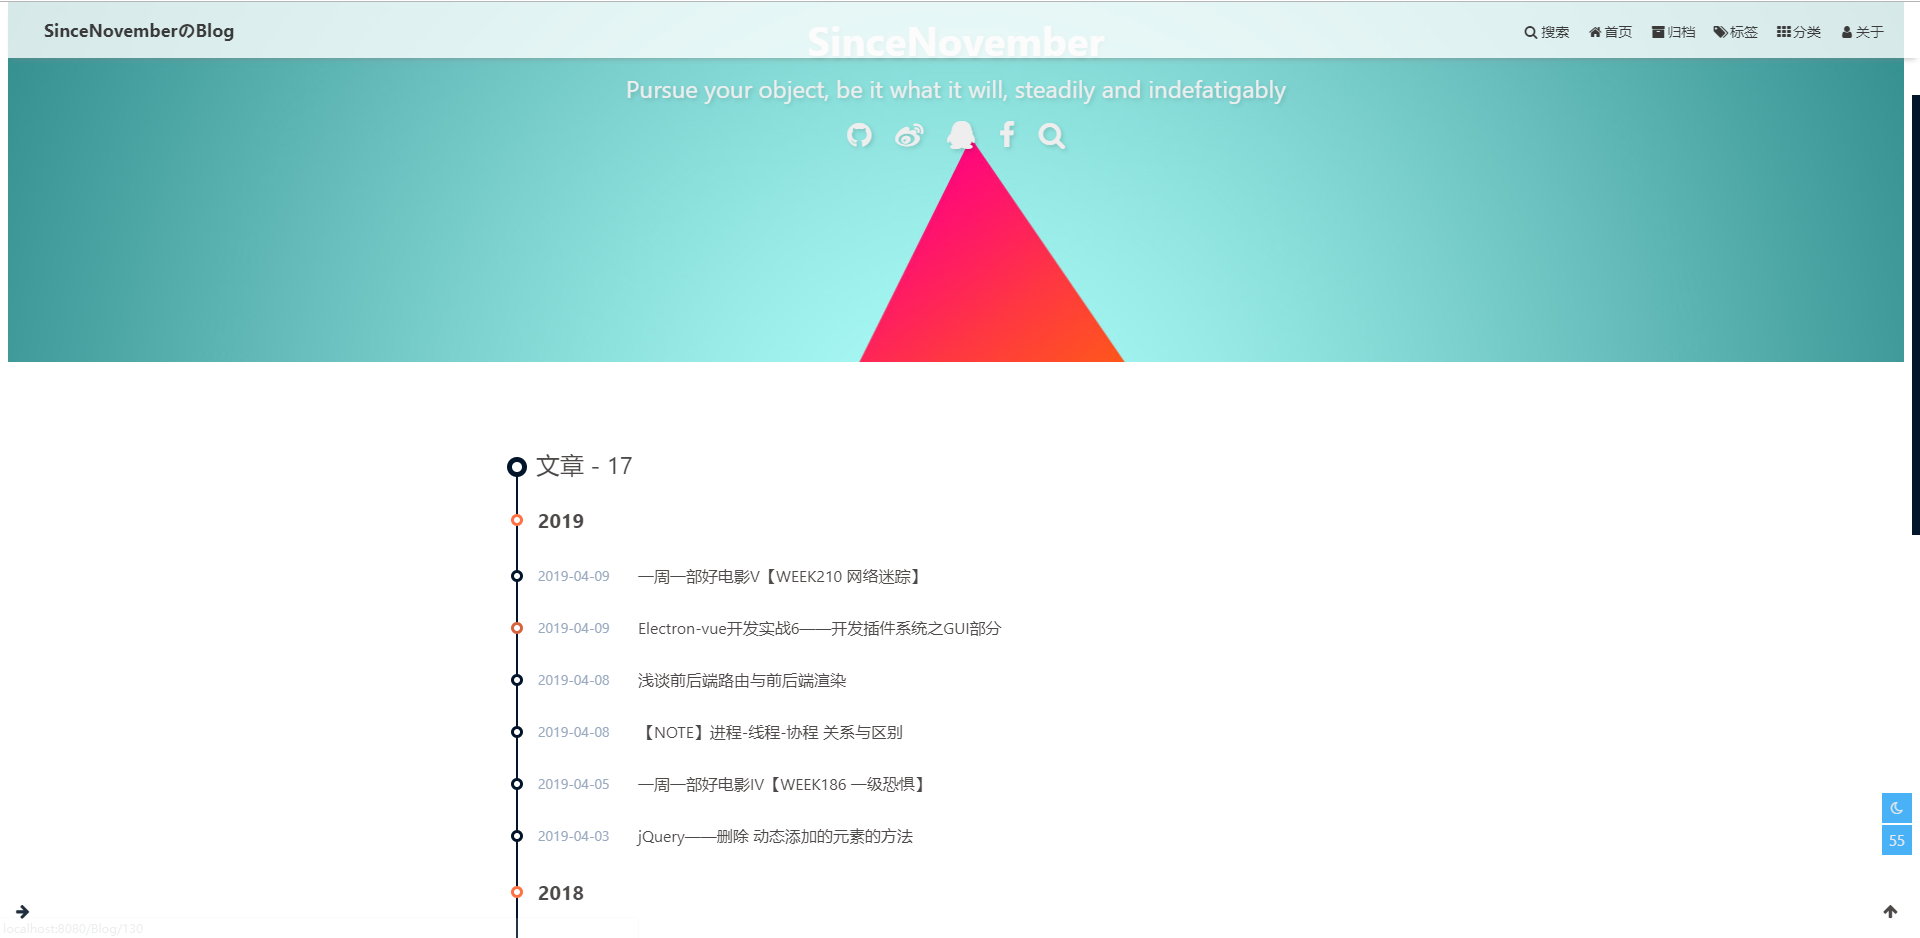 SinceNovemberのBlog
搜索 首页 归档 标签 分类 关于
SinceNovember
Pursue your object, be it what it will, steadily and indefatigably
文章 - 17
2019
2019-04-09 一周一部好电影V【WEEK210 网络迷踪】
2019-04-09 Electron-vue开发实战6——开发插件系统之GUI部分
2019-04-08 浅谈前后端路由与前后端渲染
2019-04-08 【NOTE】进程-线程-协程 关系与区别
2019-04-05 一周一部好电影IV【WEEK186 一级恐惧】
2019-04-03 jQuery——删除 动态添加的元素的方法
55
2018
localhost:8080/Blog/130